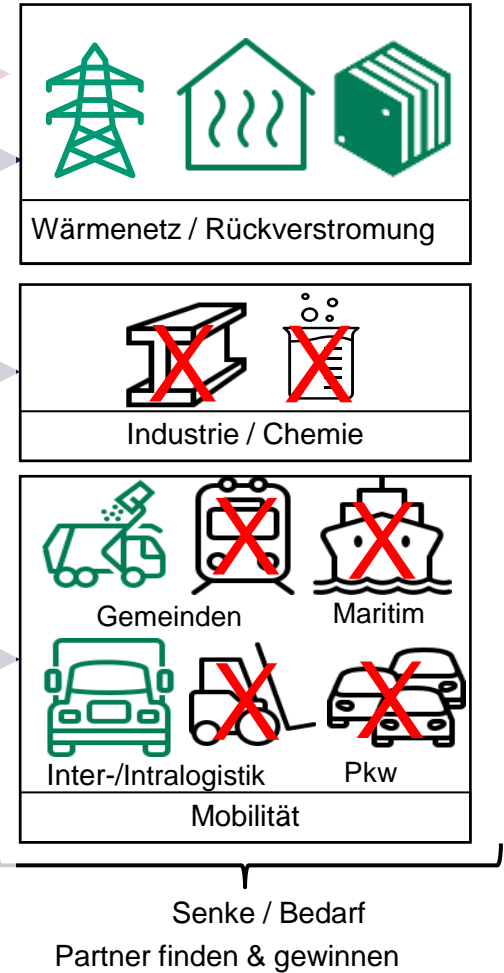 Wärmenetz / Rückverstromung
Industrie / Chemie
Gemeinden
Maritim
Inter-/Intralogistik
Pkw
Mobilität
Senke / Bedarf
Partner finden & gewinnen